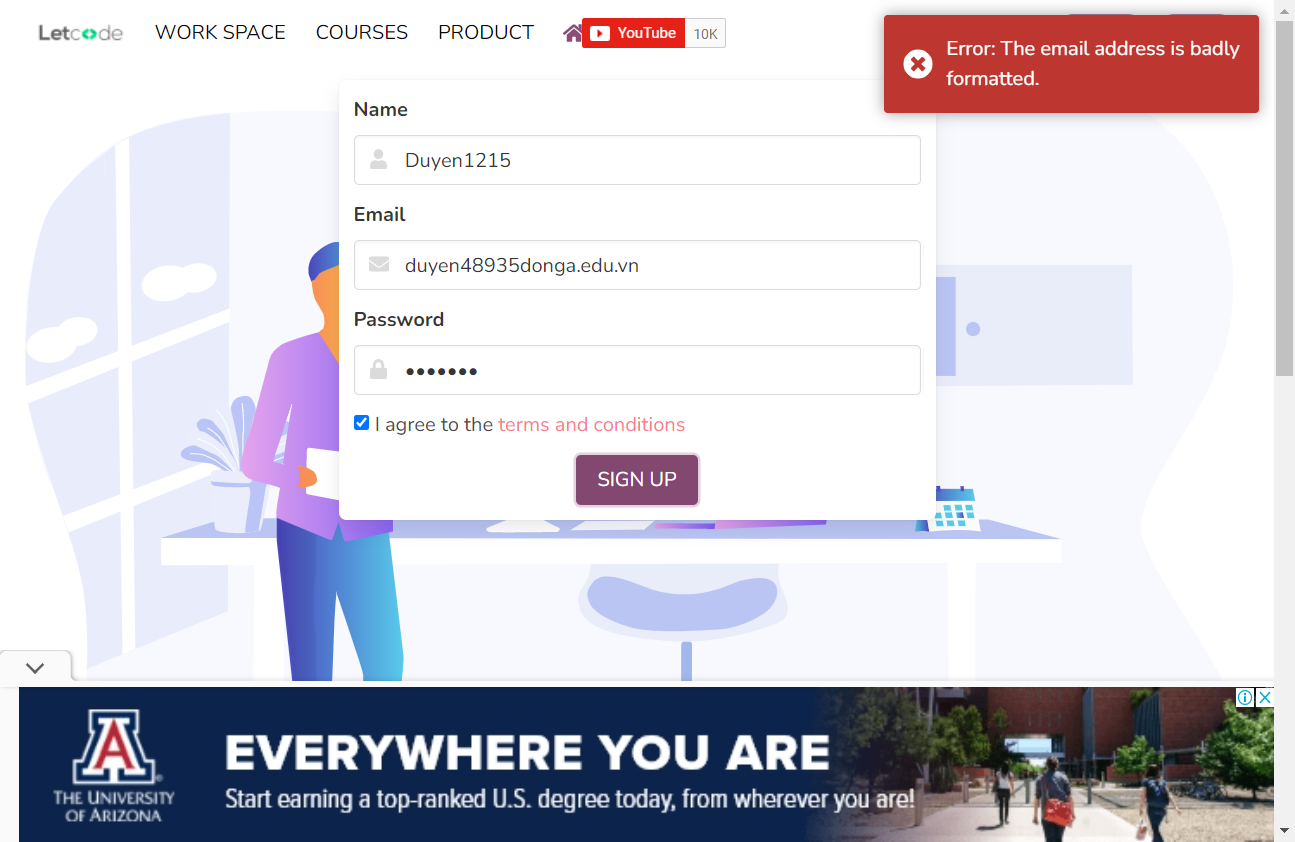 Letcode WORK SPACE COURSES PRODUCT YouTube 10K
Error: The email address is badly
formatted.
Name
Duyen1215
Email
duyen48935donga.edu.vn
Password
•••••••
I agree to the terms and conditions
SIGN UP
A
THE UNIVERSITY
OF ARIZONA
EVERYWHERE YOU ARE
Start earning a top-ranked U.S. degree today, from wherever you are!